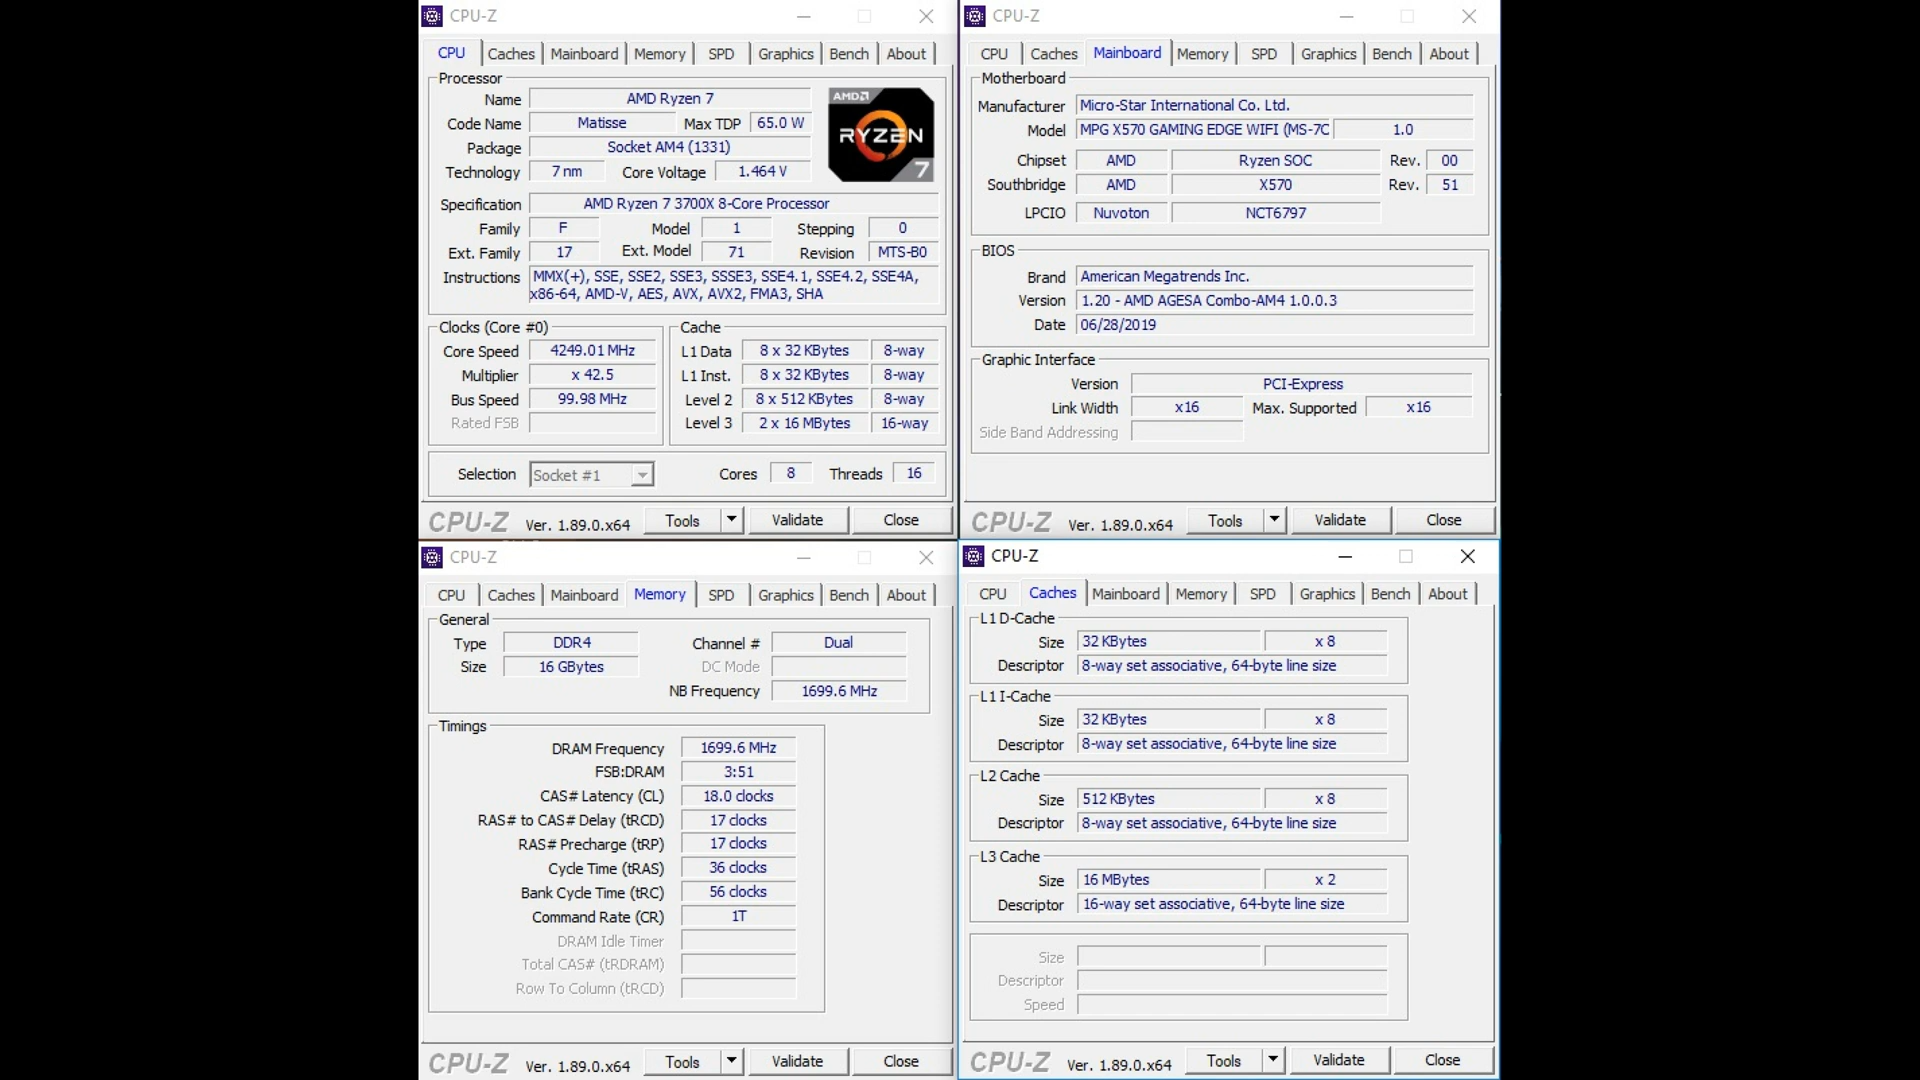 CPU-Z
CPU Caches Mainboard Memory SPD Graphics Bench About
Processor
Name AMD Ryzen 7
Code Name Matisse Max TDP 65.0 W
Package Socket AM4 (1331)
Technology 7 nm Core Voltage 1.464 V
AMD
RYZEN
7
Specification AMD Ryzen 7 3700X 8-Core Processor
Family F Model 1 Stepping 0
Ext. Family 17 Ext. Model 71 Revision MTS-B0
Instructions MMX(+), SSE, SSE2, SSE3, SSSE3, SSE4.1, SSE4.2, SSE4A,
x86-64, AMD-V, AES, AVX, AVX2, FMA3, SHA
Clocks (Core #0)
Core Speed 4249.01 MHz
Multiplier x 42.5
Bus Speed 99.98 MHz
Rated FSB
Cache
L1 Data 8 x 32 KBytes 8-way
L1 Inst. 8 x 32 KBytes 8-way
Level 2 8 x 512 KBytes 8-way
Level 3 2 x 16 MBytes 16-way
Selection Socket #1 Cores 8 Threads 16
CPU-Z Ver. 1.89.0.x64 Tools Validate Close
CPU-Z
CPU Caches Mainboard Memory SPD Graphics Bench About
Motherboard
Manufacturer Micro-Star International Co. Ltd.
Model MPG X570 GAMING EDGE WIFI (MS-7C 1.0
Chipset AMD Ryzen SOC Rev. 00
Southbridge AMD X570 Rev. 51
LPCIO Nuvoton NCT6797
BIOS
Brand American Megatrends Inc.
Version 1.20 - AMD AGESA Combo-AM4 1.0.0.3
Date 06/28/2019
Graphic Interface
Version PCI-Express
Link Width x16 Max. Supported x16
Side Band Addressing
CPU-Z Ver. 1.89.0.x64 Tools Validate Close
CPU-Z
CPU Caches Mainboard Memory SPD Graphics Bench About
General
Type DDR4 Channel # Dual
Size 16 GBytes DC Mode
NB Frequency 1699.6 MHz
Timings
DRAM Frequency 1699.6 MHz
FSB:DRAM 3:51
CAS# Latency (CL) 18.0 clocks
RAS# to CAS# Delay (tRCD) 17 clocks
RAS# Precharge (tRP) 17 clocks
Cycle Time (tRAS) 36 clocks
Bank Cycle Time (tRC) 56 clocks
Command Rate (CR) 1T
DRAM Idle Timer
Total CAS# (tRDRAM)
Row To Column (tRCD)
CPU-Z Ver. 1.89.0.x64 Tools Validate Close
CPU-Z
CPU Caches Mainboard Memory SPD Graphics Bench About
L1 D-Cache
Size 32 KBytes x 8
Descriptor 8-way set associative, 64-byte line size
L1 I-Cache
Size 32 KBytes x 8
Descriptor 8-way set associative, 64-byte line size
L2 Cache
Size 512 KBytes x 8
Descriptor 8-way set associative, 64-byte line size
L3 Cache
Size 16 MBytes x 2
Descriptor 16-way set associative, 64-byte line size
Size
Descriptor
Speed
CPU-Z Ver. 1.89.0.x64 Tools Validate Close